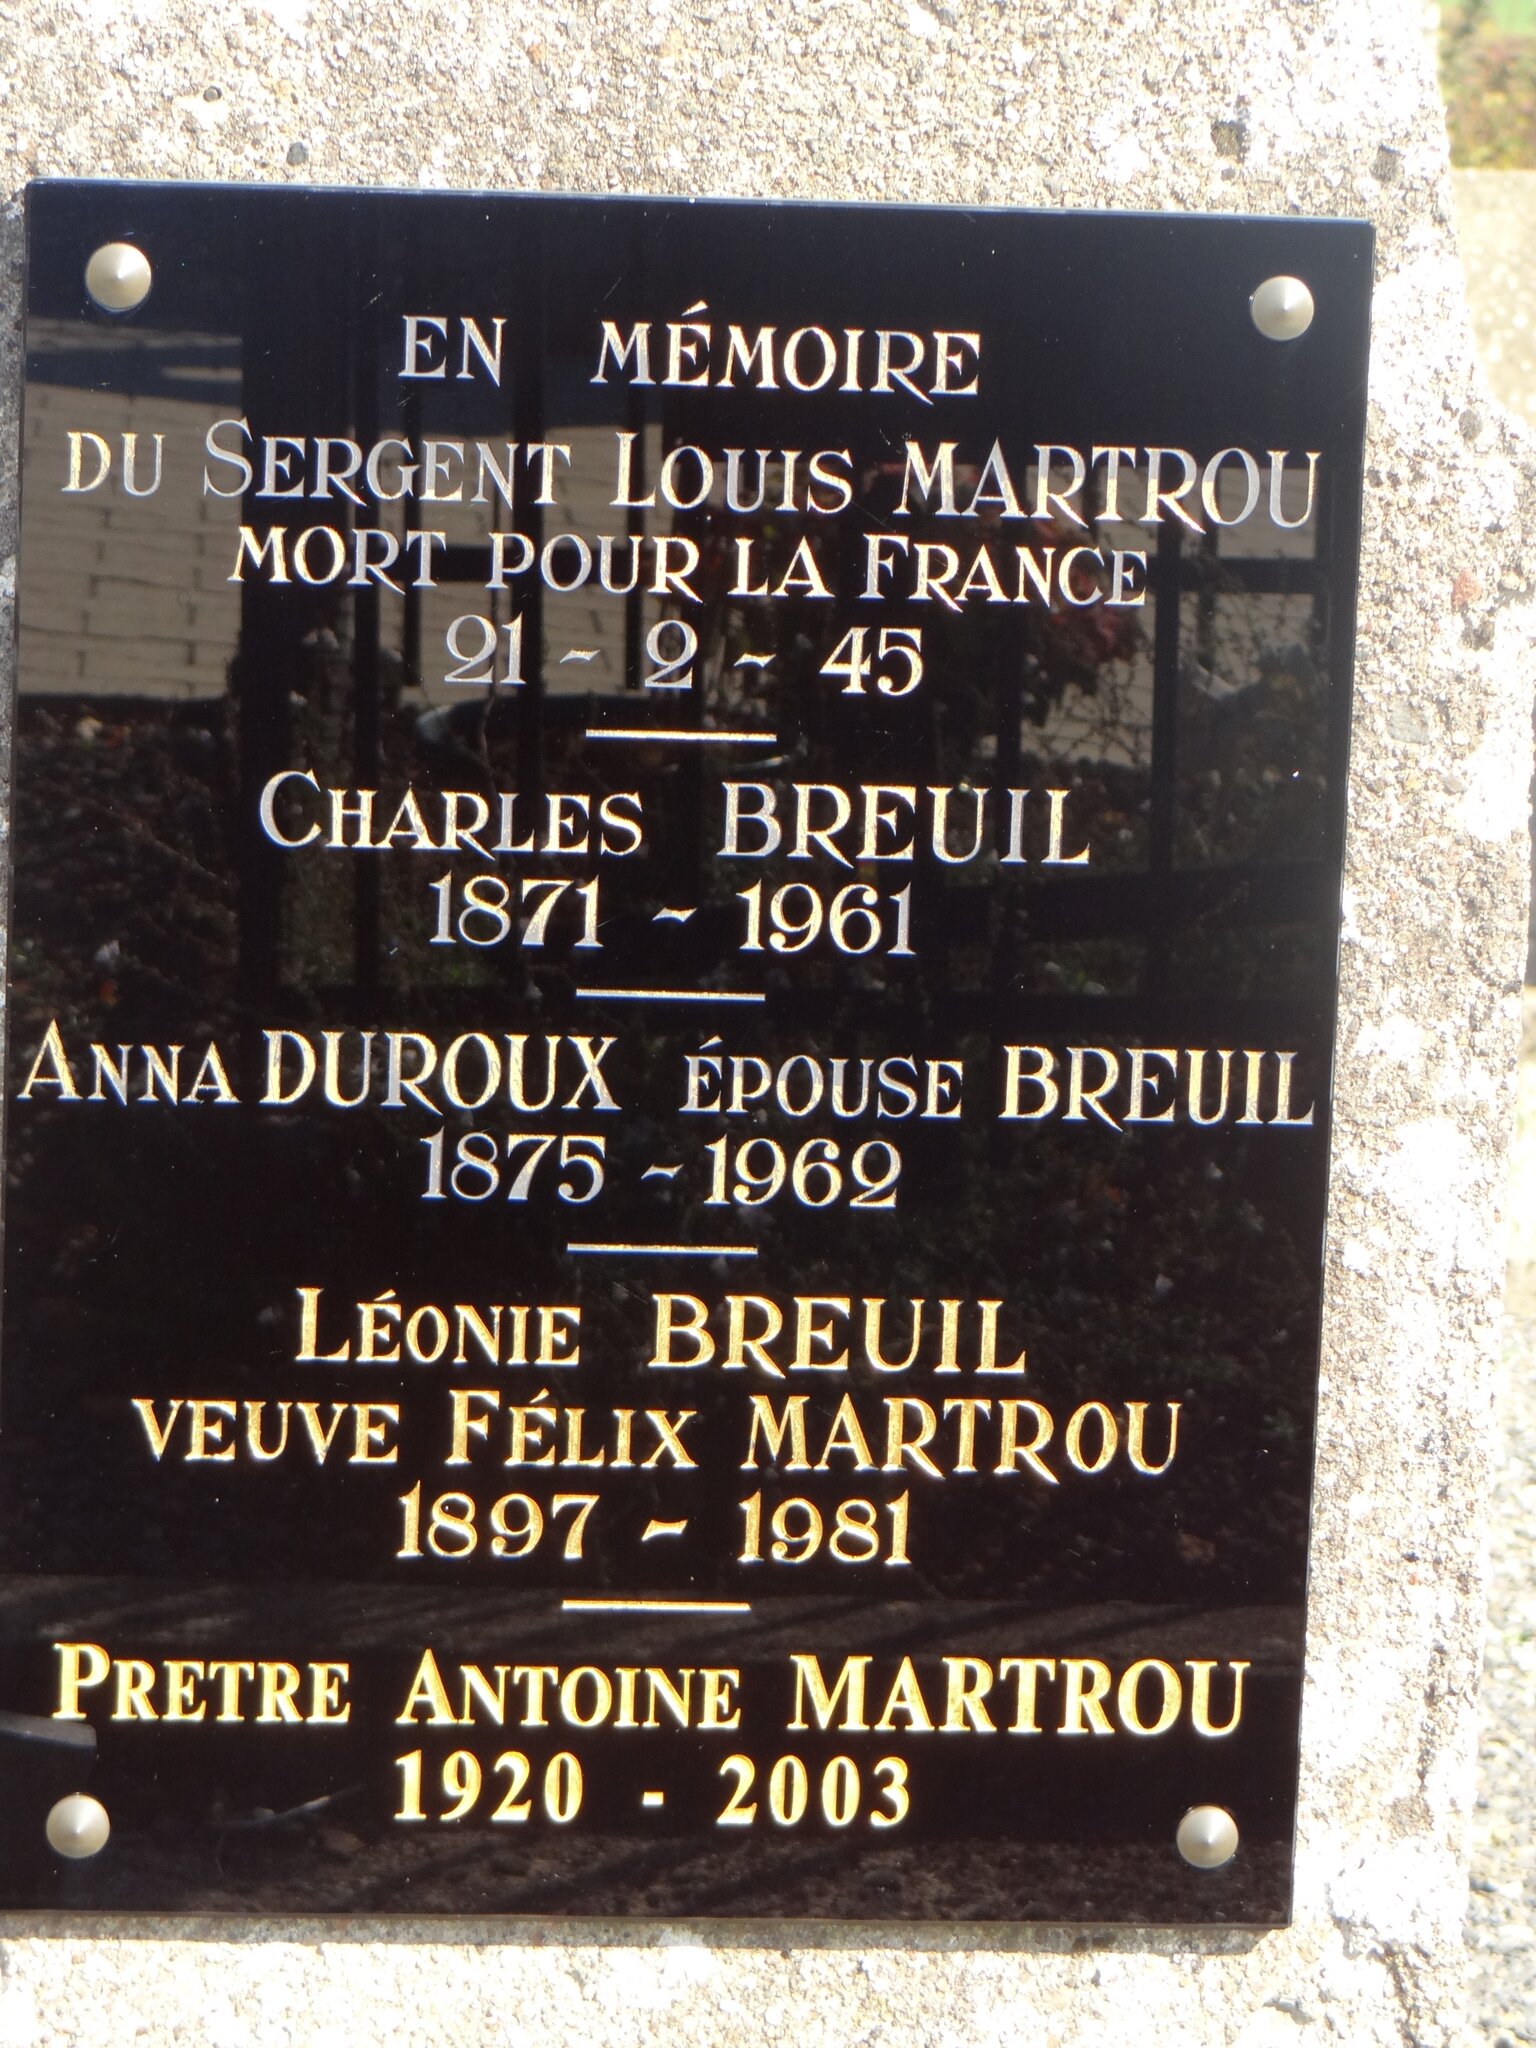 EN MÉMOIRE
DU SERGENT LOUIS MARTROU
MORT POUR LA FRANCE
21 - 2 - 45
CHARLES BREUIL
1871 - 1961
ANNA DUROUX ÉPOUSE BREUIL
1875 - 1962
LÉONIE BREUIL
VEUVE FÉLIX MARTROU
1897 - 1981
PRETRE ANTOINE MARTROU
1920 - 2003